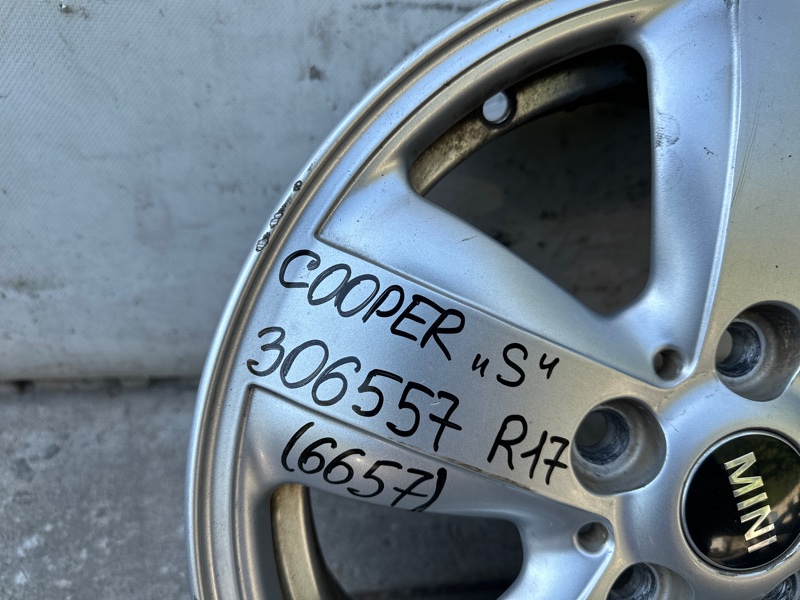 COOPER „S"
306557 R17
(6657)
MINI